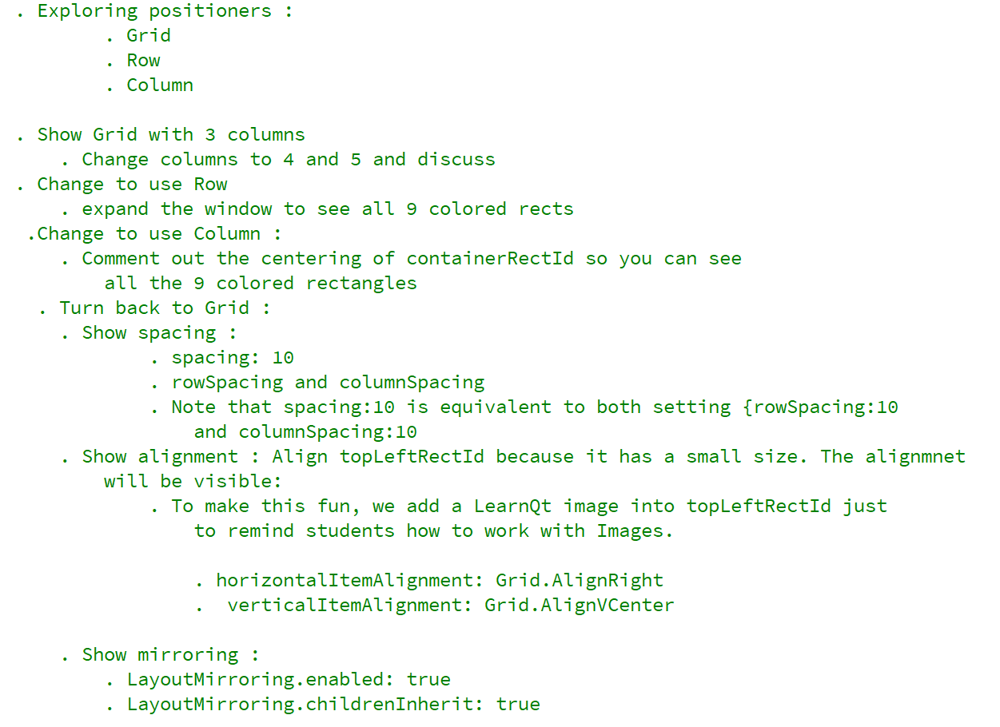 . Exploring positioners :
. Grid
. Row
. Column
. Show Grid with 3 columns
. Change columns to 4 and 5 and discuss
. Change to use Row
. expand the window to see all 9 colored rects
.Change to use Column :
. Comment out the centering of containerRectId so you can see
all the 9 colored rectangles
. Turn back to Grid :
. Show spacing :
. spacing: 10
. rowSpacing and columnSpacing
. Note that spacing:10 is equivalent to both setting {rowSpacing:10
and columnSpacing:10
. Show alignment : Align topLeftRectId because it has a small size. The alignmnet
will be visible:
. To make this fun, we add a LearnQt image into topLeftRectId just
to remind students how to work with Images.
. horizontalItemAlignment: Grid.AlignRight
. verticalItemAlignment: Grid.AlignVCenter
. Show mirroring :
. LayoutMirroring.enabled: true
. LayoutMirroring.childrenInherit: true